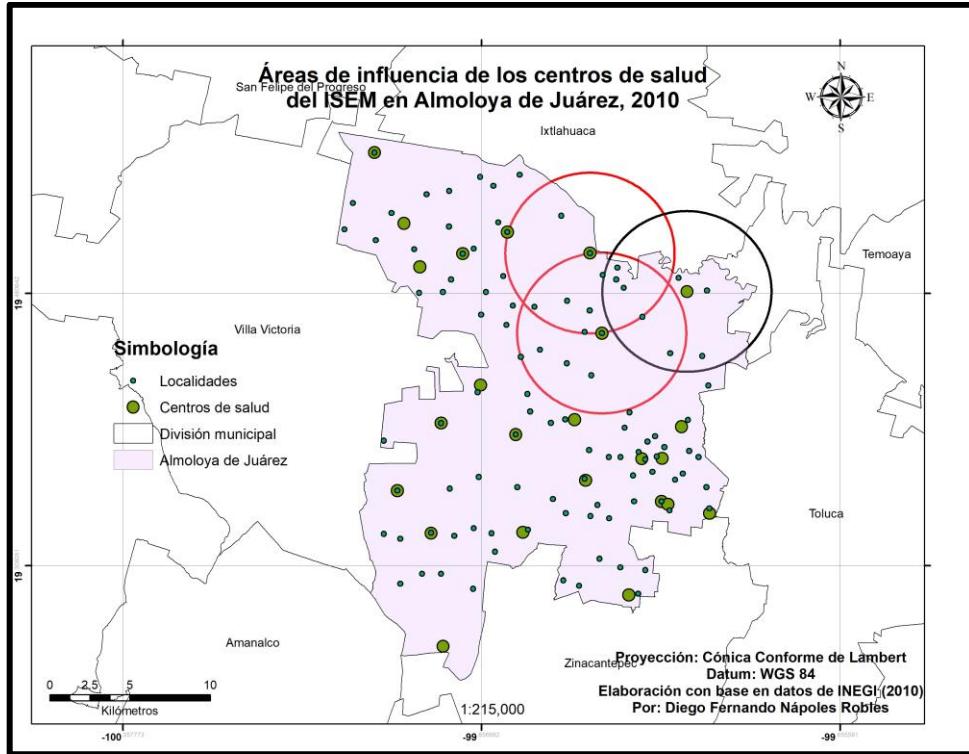 Áreas de influencia de los centros de salud
del ISEM en Almoloya de Juárez, 2010
San Felipe del Progreso
Ixtlahuaca
N
W E
S
Temoaya
Villa Victoria
Simbología
Localidades
Centros de salud
División municipal
Almoloya de Juárez
Toluca
Amanalco
Zinacantepec
Proyección: Cónica Conforme de Lambert
Datum: WGS 84
Elaboración con base en datos de INEGI (2010)
Por: Diego Fernando Nápoles Robles
0 2.5 5 10
Kilómetros
1:215,000
19
19
-100
-99
-99